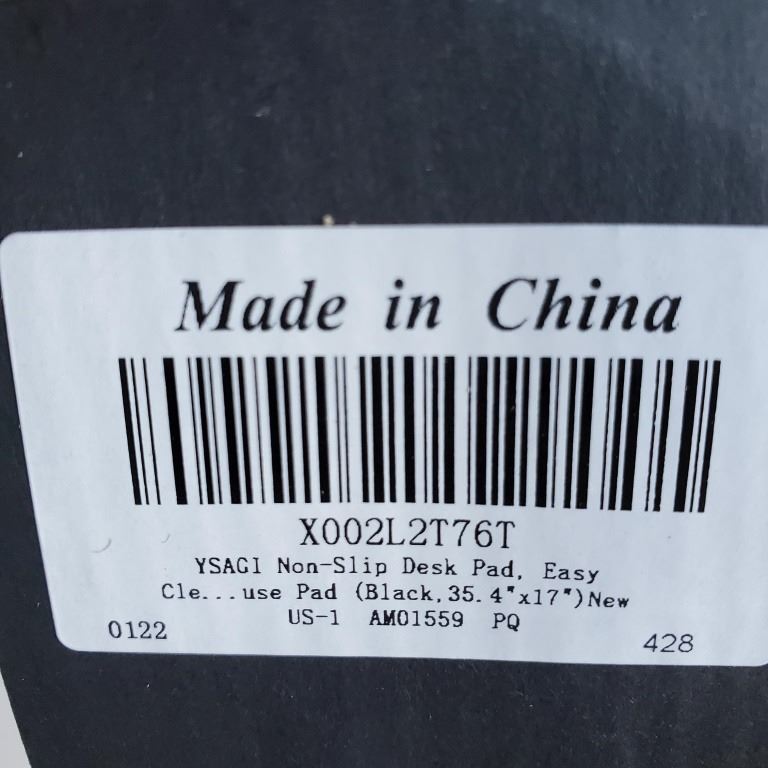 Made in China
X002L2T76T
YSAGI Non-Slip Desk Pad, Easy
Cle...use Pad (Black,35.4"x17")New
US-1 AM01559 PQ
0122
428